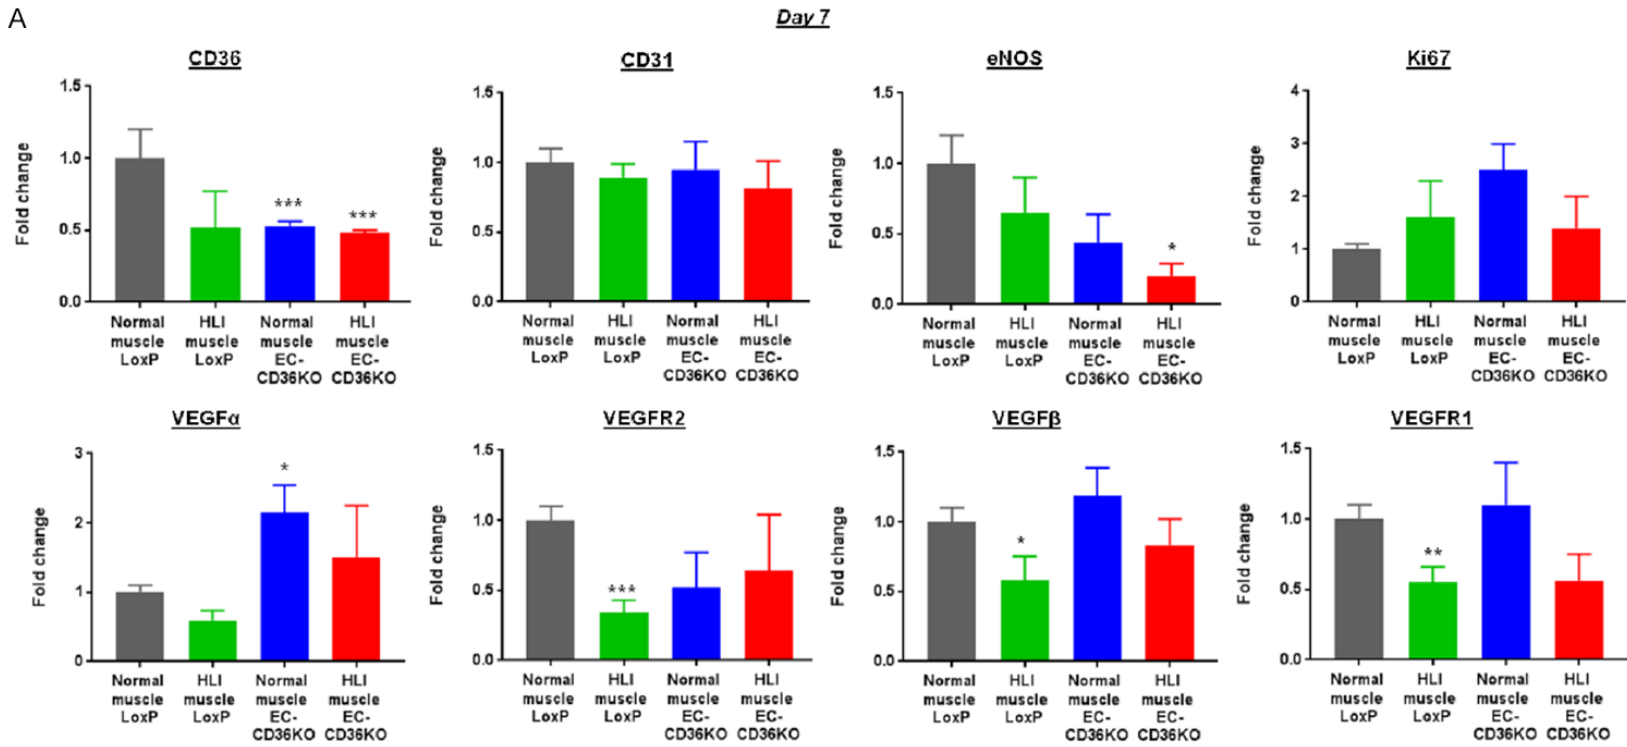 A
Day 7
CD36
CD31
eNOS
Ki67
Fold change
1.5
1.0
0.5
0.0
***
***
Normal muscle LoxP
HLI muscle LoxP
Normal muscle EC-CD36KO
HLI muscle EC-CD36KO
Fold change
1.5
1.0
0.5
0.0
Normal muscle LoxP
HLI muscle LoxP
Normal muscle EC-CD36KO
HLI muscle EC-CD36KO
Fold change
1.5
1.0
0.5
0.0
*
Normal muscle LoxP
HLI muscle LoxP
Normal muscle EC-CD36KO
HLI muscle EC-CD36KO
Fold change
4
3
2
1
0
Normal muscle LoxP
HLI muscle LoxP
Normal muscle EC-CD36KO
HLI muscle EC-CD36KO
VEGFα
VEGFR2
VEGFβ
VEGFR1
Fold change
3
2
1
0
*
Normal muscle LoxP
HLI muscle LoxP
Normal muscle EC-CD36KO
HLI muscle EC-CD36KO
Fold change
1.5
1.0
0.5
0.0
***
Normal muscle LoxP
HLI muscle LoxP
Normal muscle EC-CD36KO
HLI muscle EC-CD36KO
Fold change
1.5
1.0
0.5
0.0
*
Normal muscle LoxP
HLI muscle LoxP
Normal muscle EC-CD36KO
HLI muscle EC-CD36KO
Fold change
1.5
1.0
0.5
0.0
**
Normal muscle LoxP
HLI muscle LoxP
Normal muscle EC-CD36KO
HLI muscle EC-CD36KO